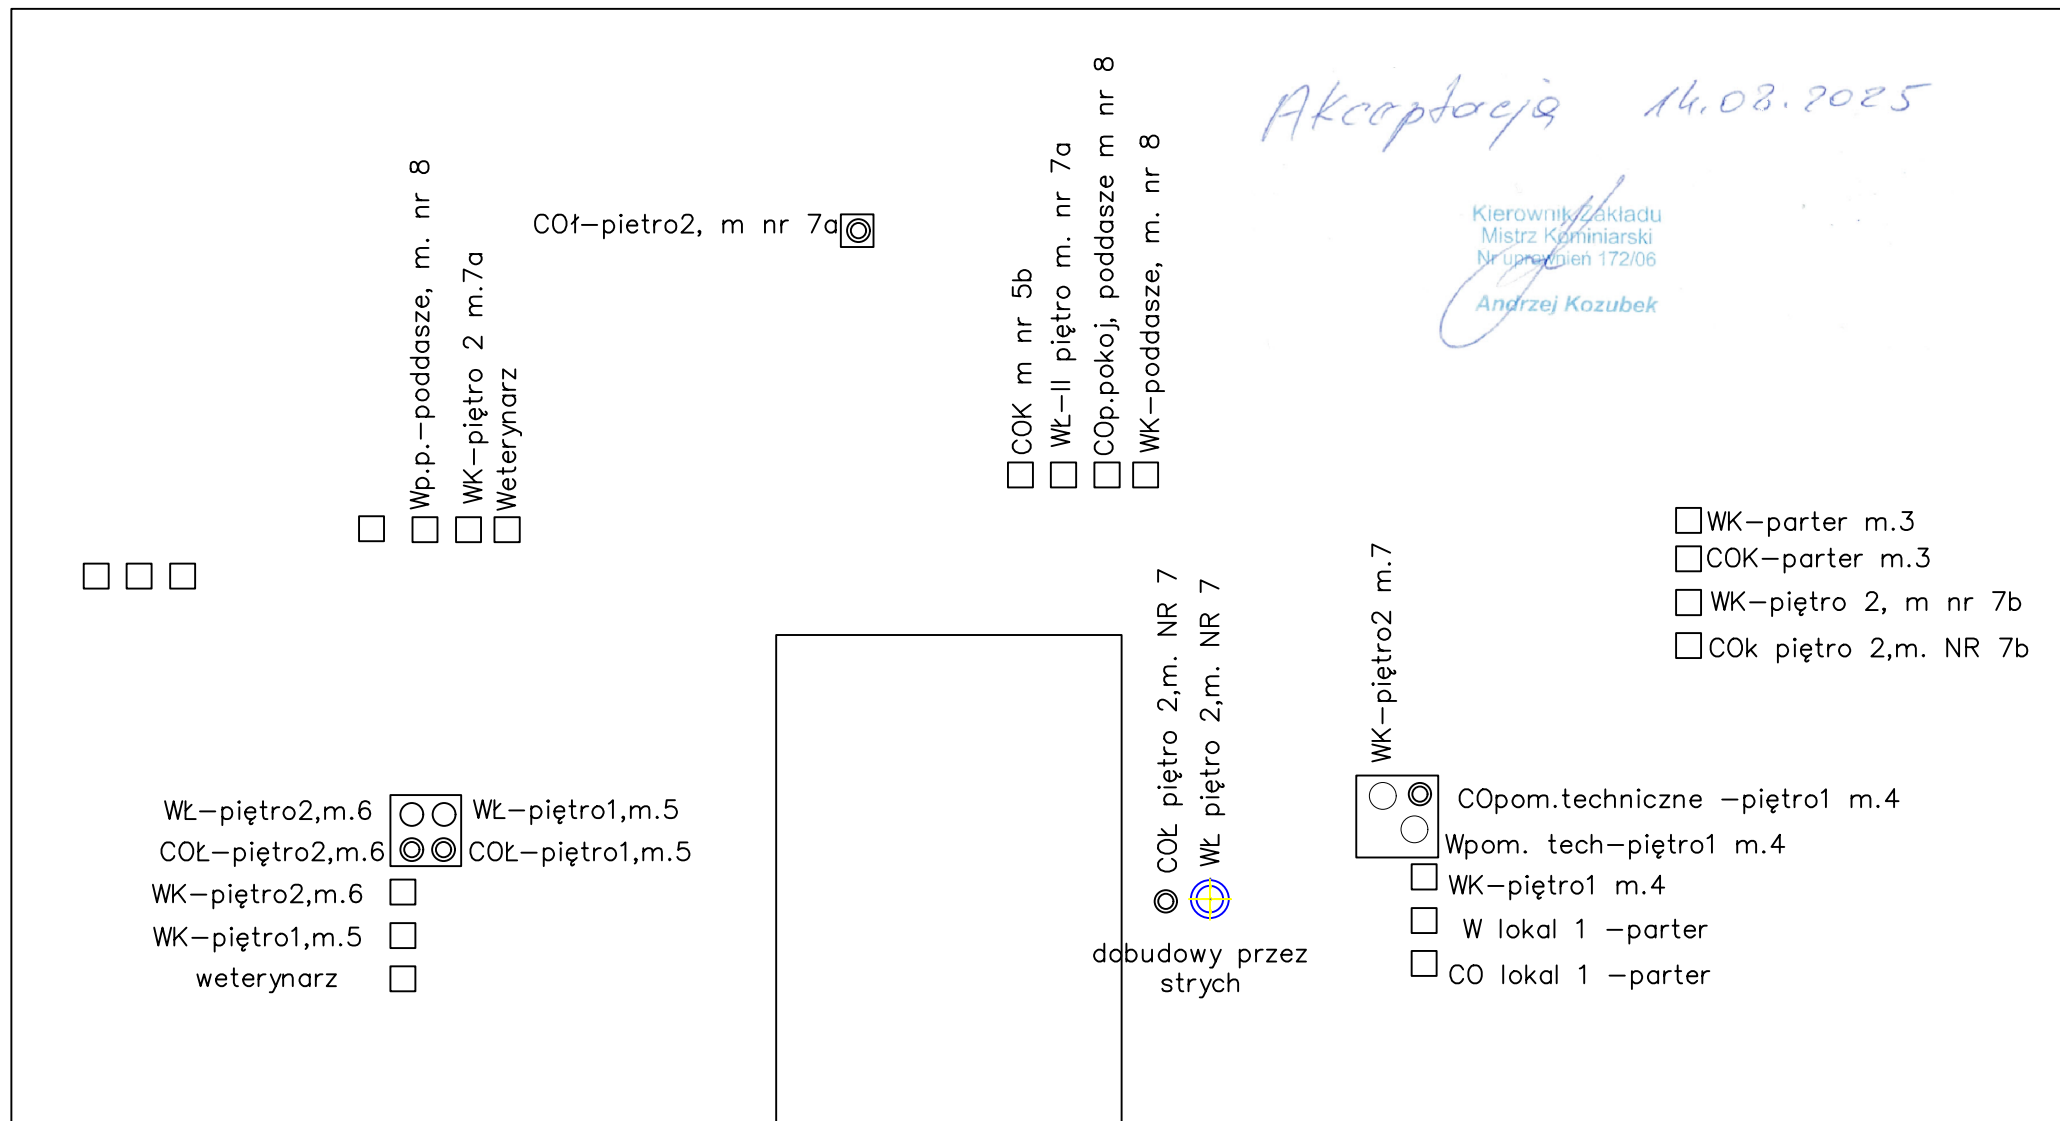 Akceptacja 14.08.2025
Kierownik Zakładu
Mistrz Kominiarski
Nr uprawnień 172/06
Andrzej Kozubek
Wp.p.-poddasze, m. nr 8
WK-piętro 2 m.7a
Weterynarz
COł-pietro2, m nr 7a
COK m nr 5b
WŁ-II piętro m. nr 7a
COp.pokoj, poddasze m nr 8
WK-poddasze, m. nr 8
WK-parter m.3
COK-parter m.3
WK-piętro 2, m nr 7b
COk piętro 2,m. NR 7b
WŁ-piętro2,m.6
WŁ-piętro1,m.5
COŁ-piętro2,m.6
COŁ-piętro1,m.5
WK-piętro2,m.6
WK-piętro1,m.5
weterynarz
COŁ piętro 2,m. NR 7
WŁ piętro 2,m. NR 7
dobudowy przez
strych
WK-piętro2 m.7
COpom.techniczne -piętro1 m.4
Wpom. tech-piętro1 m.4
WK-piętro1 m.4
W lokal 1 -parter
CO lokal 1 -parter